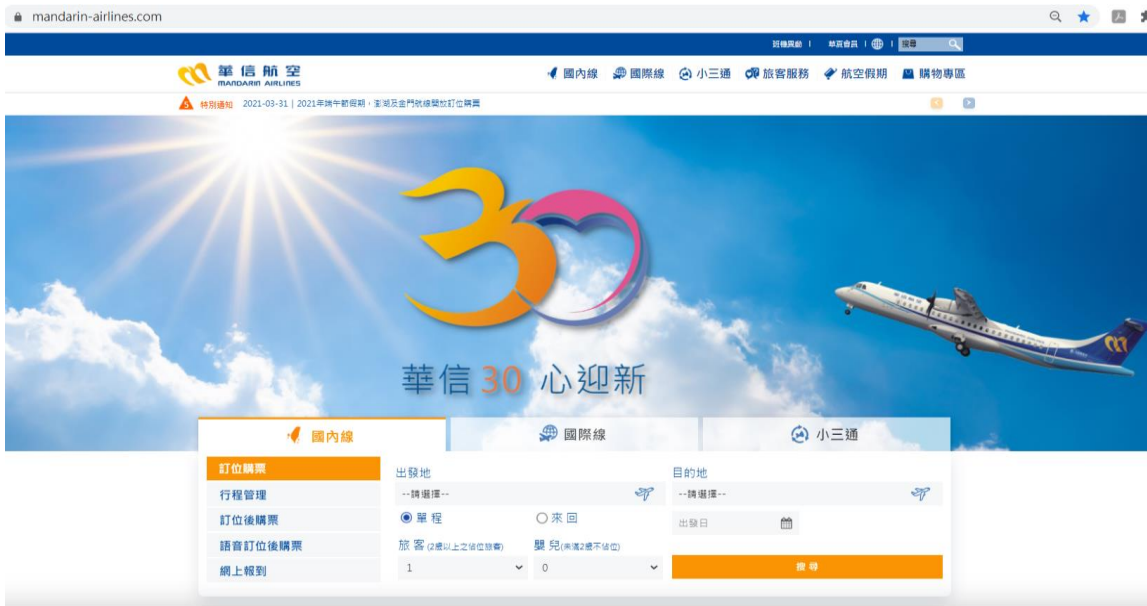 mandarin-airlines.com
班機異動 | 華夏會員 | | 搜尋
華信航空
MANDARIN AIRLINES
國內線 國際線 小三通 旅客服務 航空假期 購物專區
5 特別通知 2021-03-31 | 2021年端午節假期,澎湖及金門航線開放訂位購票
30
華信30 心迎新
國內線 國際線 小三通
訂位購票
行程管理
訂位後購票
語音訂位後購票
網上報到
出發地 目的地
--請選擇-- --請選擇--
單程 來回 出發日
旅客 (2歲以上之佔位旅客) 嬰兒(未滿2歲不佔位)
1 0 搜尋